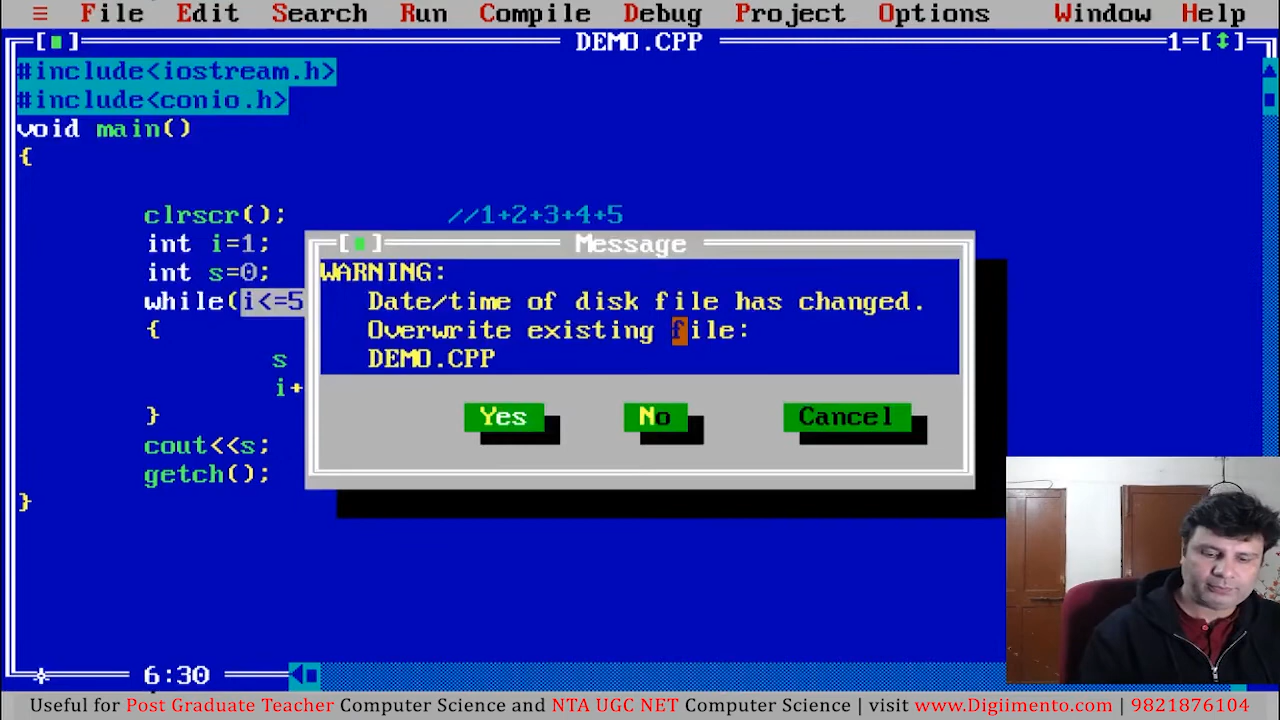 ≡ File Edit Search Run Compile Debug Project Options Window Help
DEMO.CPP 1
#include<iostream.h>
#include<conio.h>
void main()
{
clrscr(); //1+2+3+4+5
int i=1;
int s=0;
while(i<=5
{
s
i+
}
cout<<s;
getch();
}
Message
WARNING:
Date/time of disk file has changed.
Overwrite existing file:
DEMO.CPP
Yes No Cancel
6:30
Useful for Post Graduate Teacher Computer Science and NTA UGC NET Computer Science | visit www.Digiimento.com | 9821876104